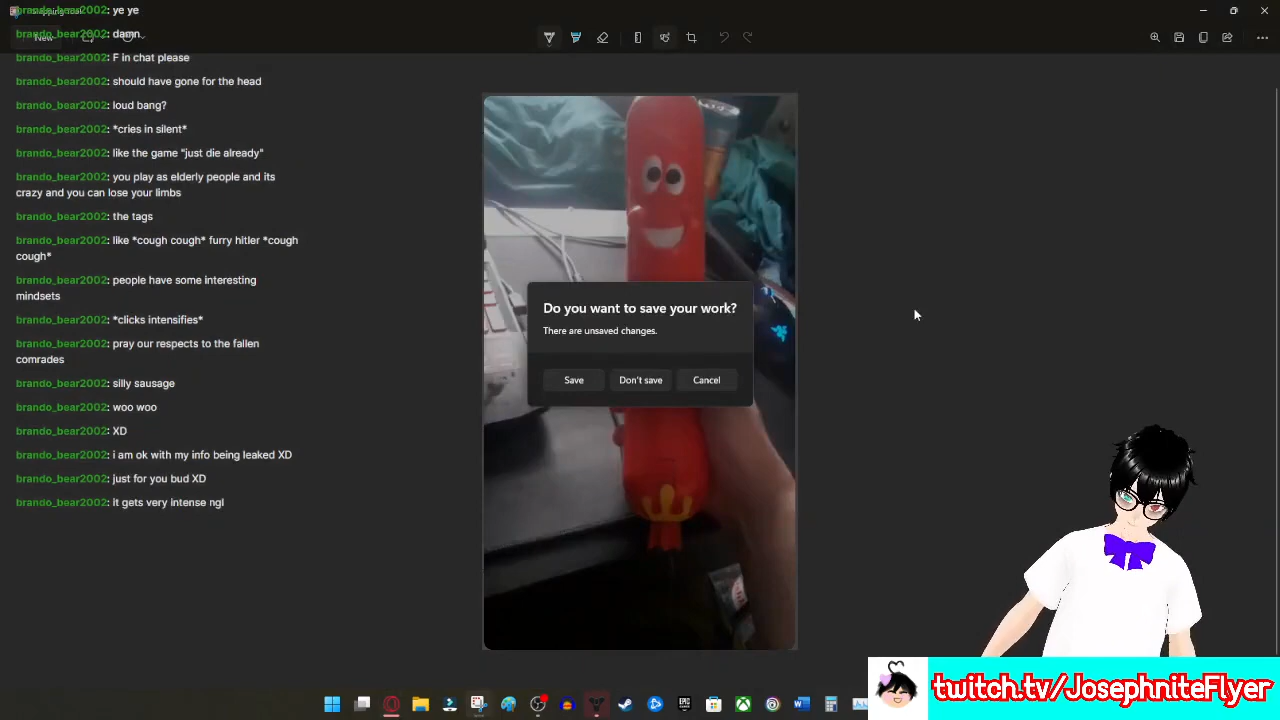 brando_bear2002: ye ye
brando_bear2002: damn
New
brando_bear2002: F in chat please
brando_bear2002: should have gone for the head
brando_bear2002: loud bang?
brando_bear2002: *cries in silent*
brando_bear2002: like the game "just die already"
brando_bear2002: you play as elderly people and its
crazy and you can lose your limbs
brando_bear2002: the tags
brando_bear2002: like *cough cough* furry hitler *cough
cough*
brando_bear2002: people have some interesting
mindsets
brando_bear2002: *clicks intensifies*
brando_bear2002: pray our respects to the fallen
comrades
brando_bear2002: silly sausage
brando_bear2002: woo woo
brando_bear2002: XD
brando_bear2002: i am ok with my info being leaked XD
brando_bear2002: just for you bud XD
brando_bear2002: it gets very intense ngl
Do you want to save your work?
There are unsaved changes.
Save Don't save Cancel
twitch.tv/JosephniteFlyer